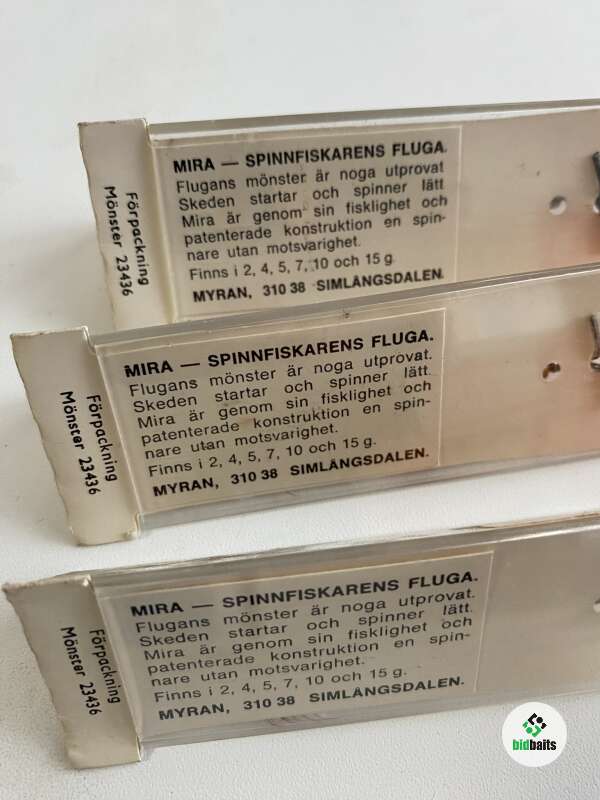 Förpackning
Mönster 23436
MIRA — SPINNFISKARENS FLUGA.
Flugans mönster är noga utprovat
Skeden startar och spinner lätt
Mira är genom sin fisklighet och
patenterade konstruktion en spin-
nare utan motsvarighet.
Finns i 2, 4, 5, 7, 10 och 15 g.
MYRAN, 310 38 SIMLÅNGSDALEN.
Förpackning
Mönster 23436
MIRA — SPINNFISKARENS FLUGA.
Flugans mönster är noga utprovat.
Skeden startar och spinner lätt.
Mira är genom sin fisklighet och
patenterade konstruktion en spin-
nare utan motsvarighet.
Finns i 2, 4, 5, 7, 10 och 15 g.
MYRAN, 310 38 SIMLÅNGSDALEN.
Förpackning
Mönster 23436
MIRA — SPINNFISKARENS FLUGA.
Flugans mönster är noga utprovat.
Skeden startar och spinner lätt.
Mira är genom sin fisklighet och
patenterade konstruktion en spin-
nare utan motsvarighet.
Finns i 2, 4, 5, 7, 10 och 15 g.
MYRAN, 310 38 SIMLÅNGSDALEN.
bidbaits